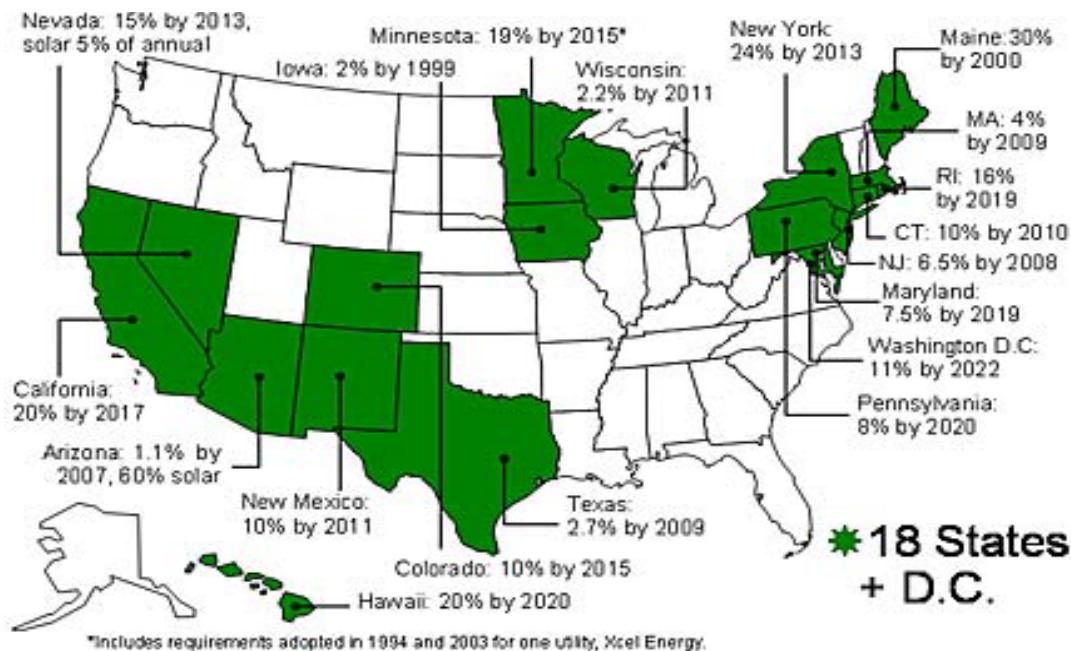 Nevada: 15% by 2013,
solar 5% of annual
Minnesota: 19% by 2015*
Iowa: 2% by 1999
Wisconsin:
2.2% by 2011
New York:
24% by 2013
Maine: 30%
by 2000
MA: 4%
by 2009
RI: 16%
by 2019
CT: 10% by 2010
NJ: 6.5% by 2008
Maryland:
7.5% by 2019
Washington D.C:
11% by 2022
Pennsylvania:
8% by 2020
California:
20% by 2017
Arizona: 1.1% by
2007, 60% solar
New Mexico:
10% by 2011
Texas:
2.7% by 2009
Colorado: 10% by 2015
Hawaii: 20% by 2020
18 States
+ D.C.
*Includes requirements adopted in 1994 and 2003 for one utility, Xcel Energy.